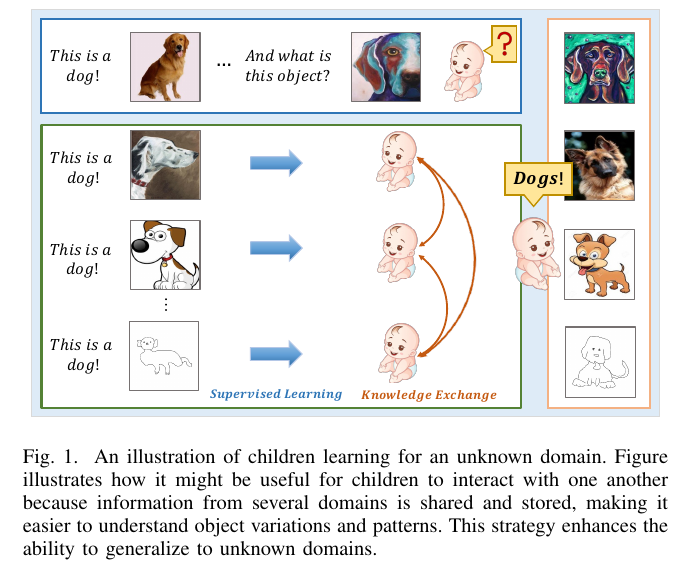 This is a
dog!
...
And what is
this object?
?
This is a
dog!
Dogs!
This is a
dog!
⋮
This is a
dog!
Supervised Learning
Knowledge Exchange
Fig. 1. An illustration of children learning for an unknown domain. Figure
illustrates how it might be useful for children to interact with one another
because information from several domains is shared and stored, making it
easier to understand object variations and patterns. This strategy enhances the
ability to generalize to unknown domains.